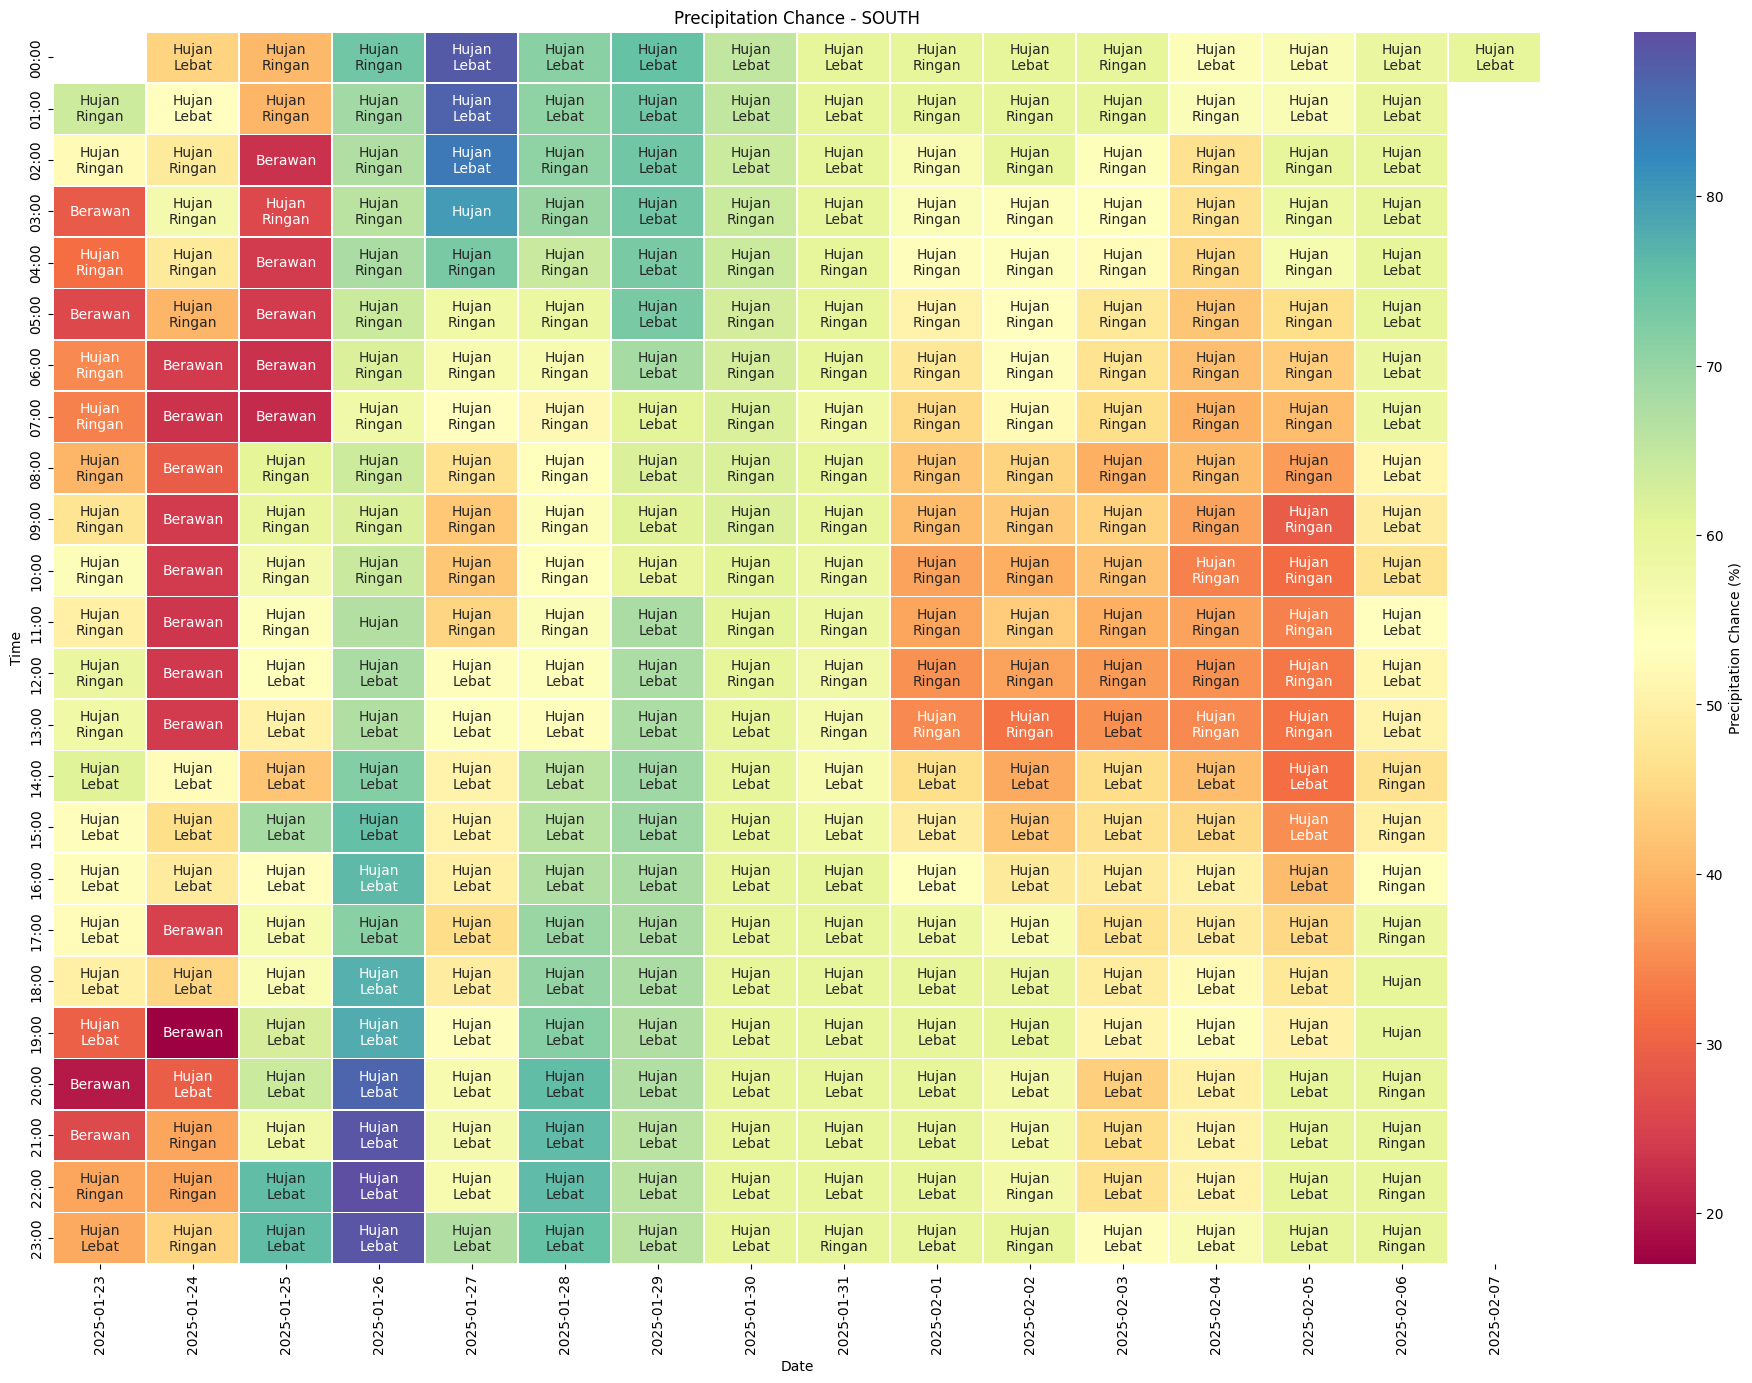 Precipitation Chance - SOUTH
00:00 Hujan Lebat Hujan Ringan Hujan Ringan Hujan Lebat Hujan Lebat Hujan Lebat Hujan Lebat Hujan Lebat Hujan Ringan Hujan Lebat Hujan Ringan Hujan Lebat Hujan Lebat Hujan Lebat Hujan Lebat
01:00 Hujan Ringan Hujan Lebat Hujan Ringan Hujan Ringan Hujan Lebat Hujan Lebat Hujan Lebat Hujan Lebat Hujan Lebat Hujan Ringan Hujan Ringan Hujan Ringan Hujan Ringan Hujan Lebat Hujan Lebat
02:00 Hujan Ringan Hujan Ringan Berawan Hujan Ringan Hujan Lebat Hujan Ringan Hujan Lebat Hujan Lebat Hujan Lebat Hujan Ringan Hujan Ringan Hujan Ringan Hujan Ringan Hujan Ringan Hujan Lebat
03:00 Berawan Hujan Ringan Hujan Ringan Hujan Ringan Hujan Hujan Ringan Hujan Lebat Hujan Ringan Hujan Lebat Hujan Ringan Hujan Ringan Hujan Ringan Hujan Ringan Hujan Ringan Hujan Lebat
04:00 Hujan Ringan Hujan Ringan Berawan Hujan Ringan Hujan Ringan Hujan Ringan Hujan Lebat Hujan Ringan Hujan Ringan Hujan Ringan Hujan Ringan Hujan Ringan Hujan Ringan Hujan Ringan Hujan Lebat
05:00 Berawan Hujan Ringan Berawan Hujan Ringan Hujan Ringan Hujan Ringan Hujan Lebat Hujan Ringan Hujan Ringan Hujan Ringan Hujan Ringan Hujan Ringan Hujan Ringan Hujan Ringan Hujan Lebat
06:00 Hujan Ringan Berawan Berawan Hujan Ringan Hujan Ringan Hujan Ringan Hujan Lebat Hujan Ringan Hujan Ringan Hujan Ringan Hujan Ringan Hujan Ringan Hujan Ringan Hujan Ringan Hujan Lebat
07:00 Hujan Ringan Berawan Berawan Hujan Ringan Hujan Ringan Hujan Ringan Hujan Lebat Hujan Ringan Hujan Ringan Hujan Ringan Hujan Ringan Hujan Ringan Hujan Ringan Hujan Ringan Hujan Lebat
08:00 Hujan Ringan Berawan Hujan Ringan Hujan Ringan Hujan Ringan Hujan Ringan Hujan Lebat Hujan Ringan Hujan Ringan Hujan Ringan Hujan Ringan Hujan Ringan Hujan Ringan Hujan Ringan Hujan Lebat
09:00 Hujan Ringan Berawan Hujan Ringan Hujan Ringan Hujan Ringan Hujan Ringan Hujan Lebat Hujan Ringan Hujan Ringan Hujan Ringan Hujan Ringan Hujan Ringan Hujan Ringan Hujan Ringan Hujan Lebat
10:00 Hujan Ringan Berawan Hujan Ringan Hujan Ringan Hujan Ringan Hujan Ringan Hujan Lebat Hujan Ringan Hujan Ringan Hujan Ringan Hujan Ringan Hujan Ringan Hujan Ringan Hujan Ringan Hujan Lebat
11:00 Hujan Ringan Berawan Hujan Ringan Hujan Hujan Ringan Hujan Ringan Hujan Lebat Hujan Ringan Hujan Ringan Hujan Ringan Hujan Ringan Hujan Ringan Hujan Ringan Hujan Ringan Hujan Lebat
12:00 Hujan Ringan Berawan Hujan Lebat Hujan Lebat Hujan Lebat Hujan Lebat Hujan Lebat Hujan Ringan Hujan Ringan Hujan Ringan Hujan Ringan Hujan Ringan Hujan Ringan Hujan Ringan Hujan Lebat
13:00 Hujan Ringan Berawan Hujan Lebat Hujan Lebat Hujan Lebat Hujan Lebat Hujan Lebat Hujan Lebat Hujan Ringan Hujan Ringan Hujan Ringan Hujan Lebat Hujan Ringan Hujan Ringan Hujan Lebat
14:00 Hujan Lebat Hujan Lebat Hujan Lebat Hujan Lebat Hujan Lebat Hujan Lebat Hujan Lebat Hujan Lebat Hujan Lebat Hujan Lebat Hujan Lebat Hujan Lebat Hujan Lebat Hujan Lebat Hujan Ringan
15:00 Hujan Lebat Hujan Lebat Hujan Lebat Hujan Lebat Hujan Lebat Hujan Lebat Hujan Lebat Hujan Lebat Hujan Lebat Hujan Lebat Hujan Lebat Hujan Lebat Hujan Lebat Hujan Lebat Hujan Ringan
16:00 Hujan Lebat Hujan Lebat Hujan Lebat Hujan Lebat Hujan Lebat Hujan Lebat Hujan Lebat Hujan Lebat Hujan Lebat Hujan Lebat Hujan Lebat Hujan Lebat Hujan Lebat Hujan Lebat Hujan Ringan
17:00 Hujan Lebat Berawan Hujan Lebat Hujan Lebat Hujan Lebat Hujan Lebat Hujan Lebat Hujan Lebat Hujan Lebat Hujan Lebat Hujan Lebat Hujan Lebat Hujan Lebat Hujan Lebat Hujan Ringan
18:00 Hujan Lebat Hujan Lebat Hujan Lebat Hujan Lebat Hujan Lebat Hujan Lebat Hujan Lebat Hujan Lebat Hujan Lebat Hujan Lebat Hujan Lebat Hujan Lebat Hujan Lebat Hujan Lebat Hujan
19:00 Hujan Lebat Berawan Hujan Lebat Hujan Lebat Hujan Lebat Hujan Lebat Hujan Lebat Hujan Lebat Hujan Lebat Hujan Lebat Hujan Lebat Hujan Lebat Hujan Lebat Hujan Lebat Hujan
20:00 Berawan Hujan Lebat Hujan Lebat Hujan Lebat Hujan Lebat Hujan Lebat Hujan Lebat Hujan Lebat Hujan Lebat Hujan Lebat Hujan Lebat Hujan Lebat Hujan Lebat Hujan Lebat Hujan Ringan
21:00 Berawan Hujan Ringan Hujan Lebat Hujan Lebat Hujan Lebat Hujan Lebat Hujan Lebat Hujan Lebat Hujan Lebat Hujan Lebat Hujan Lebat Hujan Lebat Hujan Lebat Hujan Lebat Hujan Ringan
22:00 Hujan Ringan Hujan Ringan Hujan Lebat Hujan Lebat Hujan Lebat Hujan Lebat Hujan Lebat Hujan Lebat Hujan Lebat Hujan Lebat Hujan Ringan Hujan Lebat Hujan Lebat Hujan Lebat Hujan Ringan
23:00 Hujan Lebat Hujan Ringan Hujan Lebat Hujan Lebat Hujan Lebat Hujan Lebat Hujan Lebat Hujan Lebat Hujan Ringan Hujan Lebat Hujan Ringan Hujan Lebat Hujan Lebat Hujan Lebat Hujan Ringan
Time
2025-01-23 2025-01-24 2025-01-25 2025-01-26 2025-01-27 2025-01-28 2025-01-29 2025-01-30 2025-01-31 2025-02-01 2025-02-02 2025-02-03 2025-02-04 2025-02-05 2025-02-06 2025-02-07
Date
80
70
60
50
40
30
20
Precipitation Chance (%)